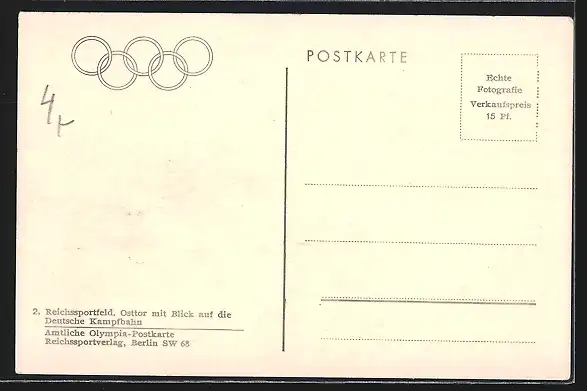 POSTKARTE
Echte
Fotografie
Verkaufspreis
15 Pf.
4
2. Reichssportfeld, Osttor mit Blick auf die
Deutsche Kampfbahn
Amtliche Olympia-Postkarte
Reichssportverlag, Berlin SW 68